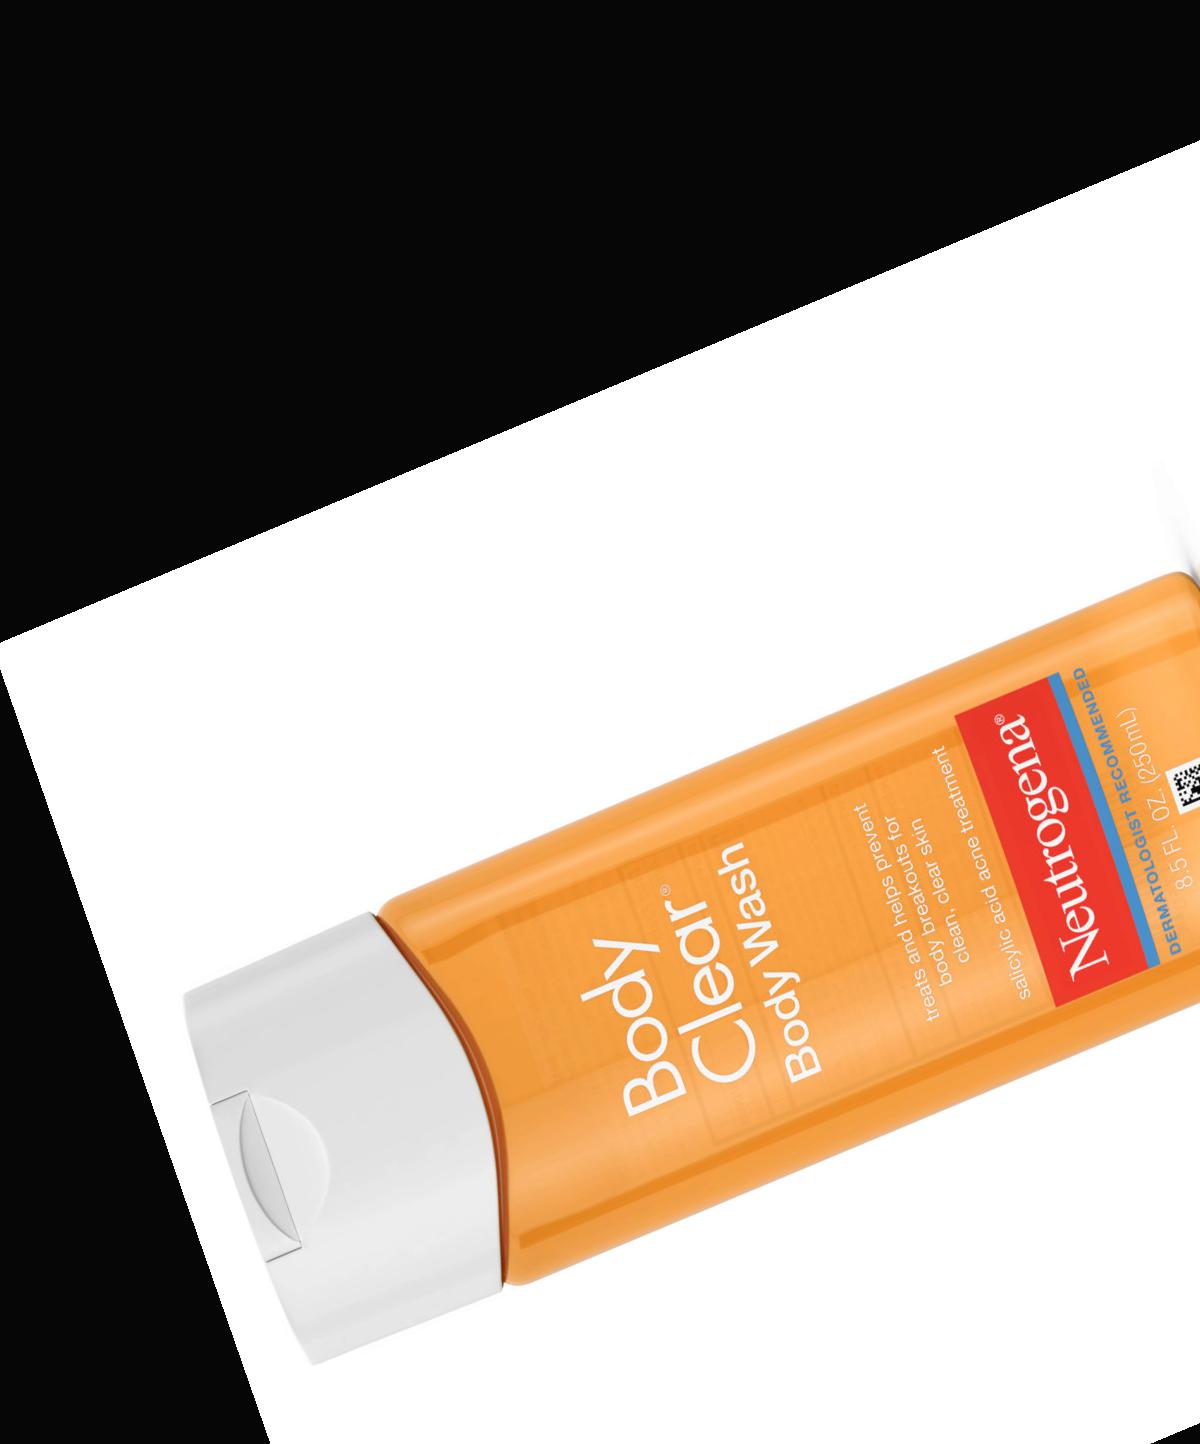 Body
Clear®
Body Wash
treats and helps prevent
body breakouts for
clean, clear skin
salicylic acid acne treatment
Neutrogena®
DERMATOLOGIST RECOMMENDED
8.5 FL. OZ. (250mL)